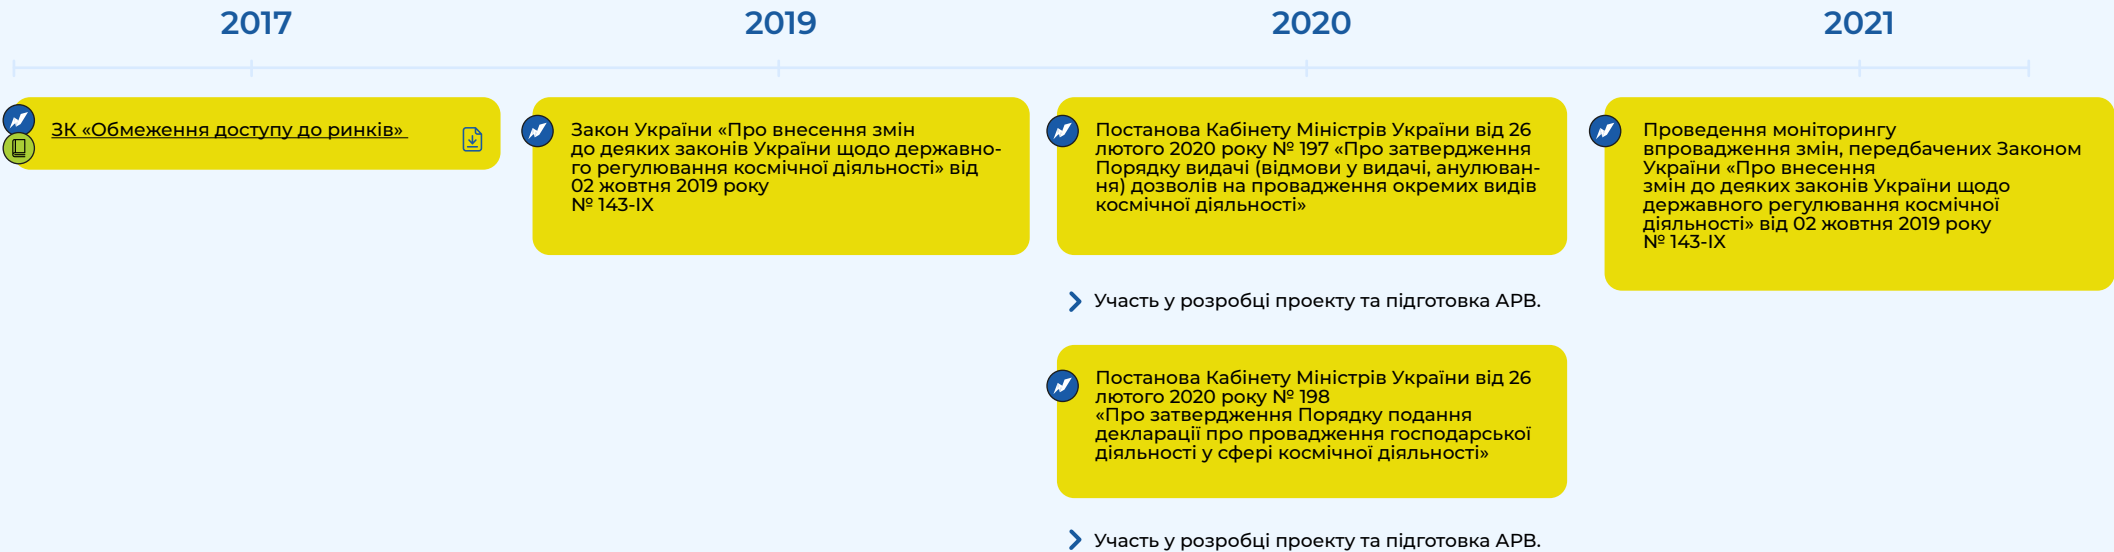 2017
2019
2020
2021
ЗК «Обмеження доступу до ринків»
Закон України «Про внесення змін
до деяких законів України щодо державно-
го регулювання космічної діяльності» від
02 жовтня 2019 року
№ 143-IX
Постанова Кабінету Міністрів України від 26
лютого 2020 року № 197 «Про затвердження
Порядку видачі (відмови у видачі, анулюван-
ня) дозволів на провадження окремих видів
космічної діяльності»
Участь у розробці проекту та підготовка АРВ.
Постанова Кабінету Міністрів України від 26
лютого 2020 року № 198
«Про затвердження Порядку подання
декларації про провадження господарської
діяльності у сфері космічної діяльності»
Участь у розробці проекту та підготовка АРВ.
Проведення моніторингу
впровадження змін, передбачених Законом
України «Про внесення
змін до деяких законів України щодо
державного регулювання космічної
діяльності» від 02 жовтня 2019 року
№ 143-IX